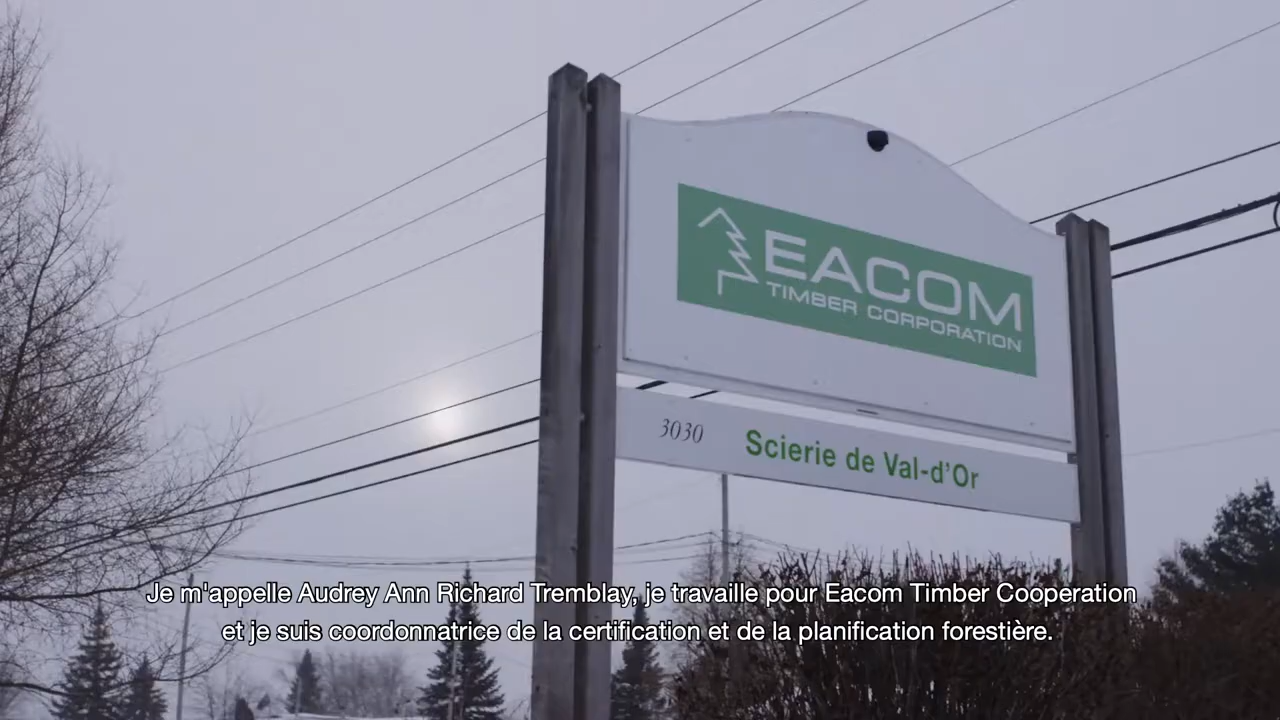 EACOM
TIMBER CORPORATION
3030 Scierie de Val-d'Or
Je m'appelle Audrey Ann Richard Tremblay, je travaille pour Eacom Timber Cooperation
et je suis coordonnatrice de la certification et de la planification forestière.